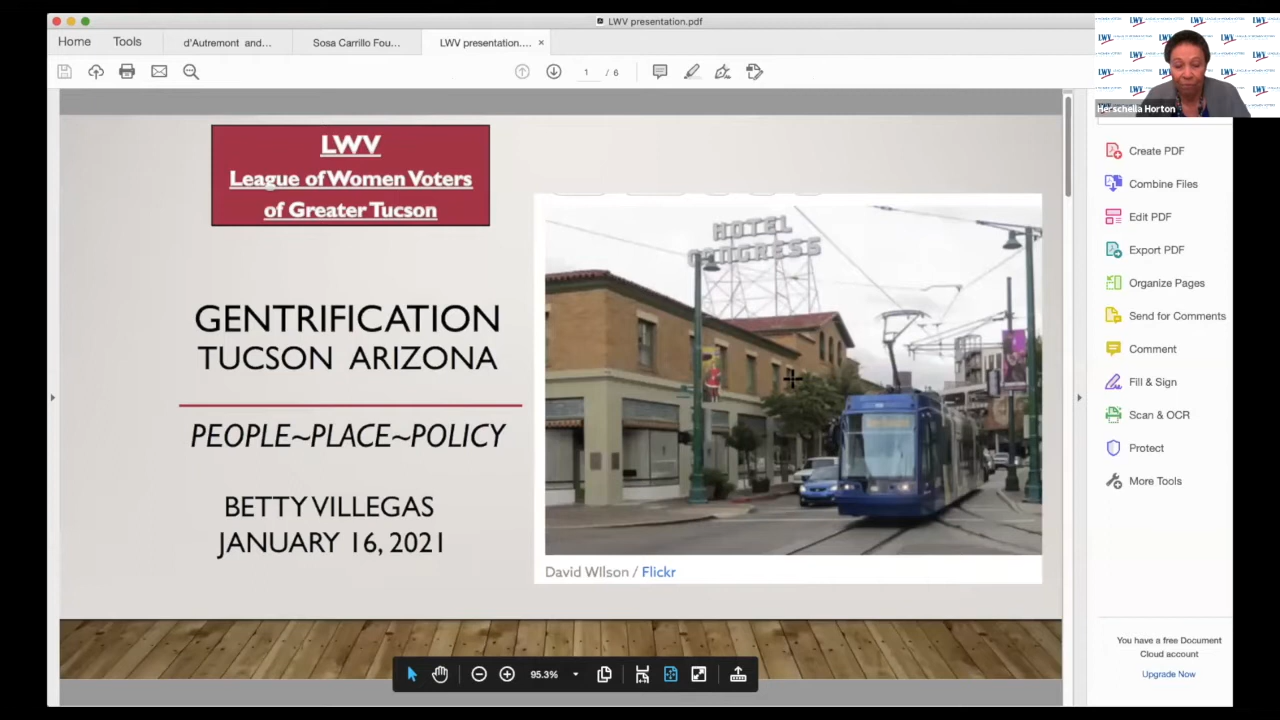 LWV presentation.pdf
Home
Tools
d'Autremont and...
Sosa Carrillo Fou...
LWV presentation....
1 / 6
Herschella Horton
LWV
League of Women Voters
of Greater Tucson
GENTRIFICATION
TUCSON ARIZONA
PEOPLE~PLACE~POLICY
BETTY VILLEGAS
JANUARY 16, 2021
HOTEL
CONGRESS
David WIlson / Flickr
Create PDF
Combine Files
Edit PDF
Export PDF
Organize Pages
Send for Comments
Comment
Fill & Sign
Scan & OCR
Protect
More Tools
You have a free Document
Cloud account
Upgrade Now
95.3%